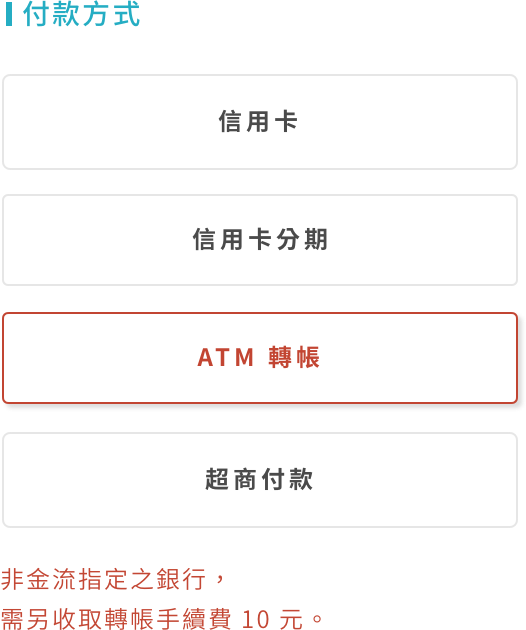 付款方式
信用卡
信用卡分期
ATM 轉帳
超商付款
非金流指定之銀行，
需另收取轉帳手續費 10 元。